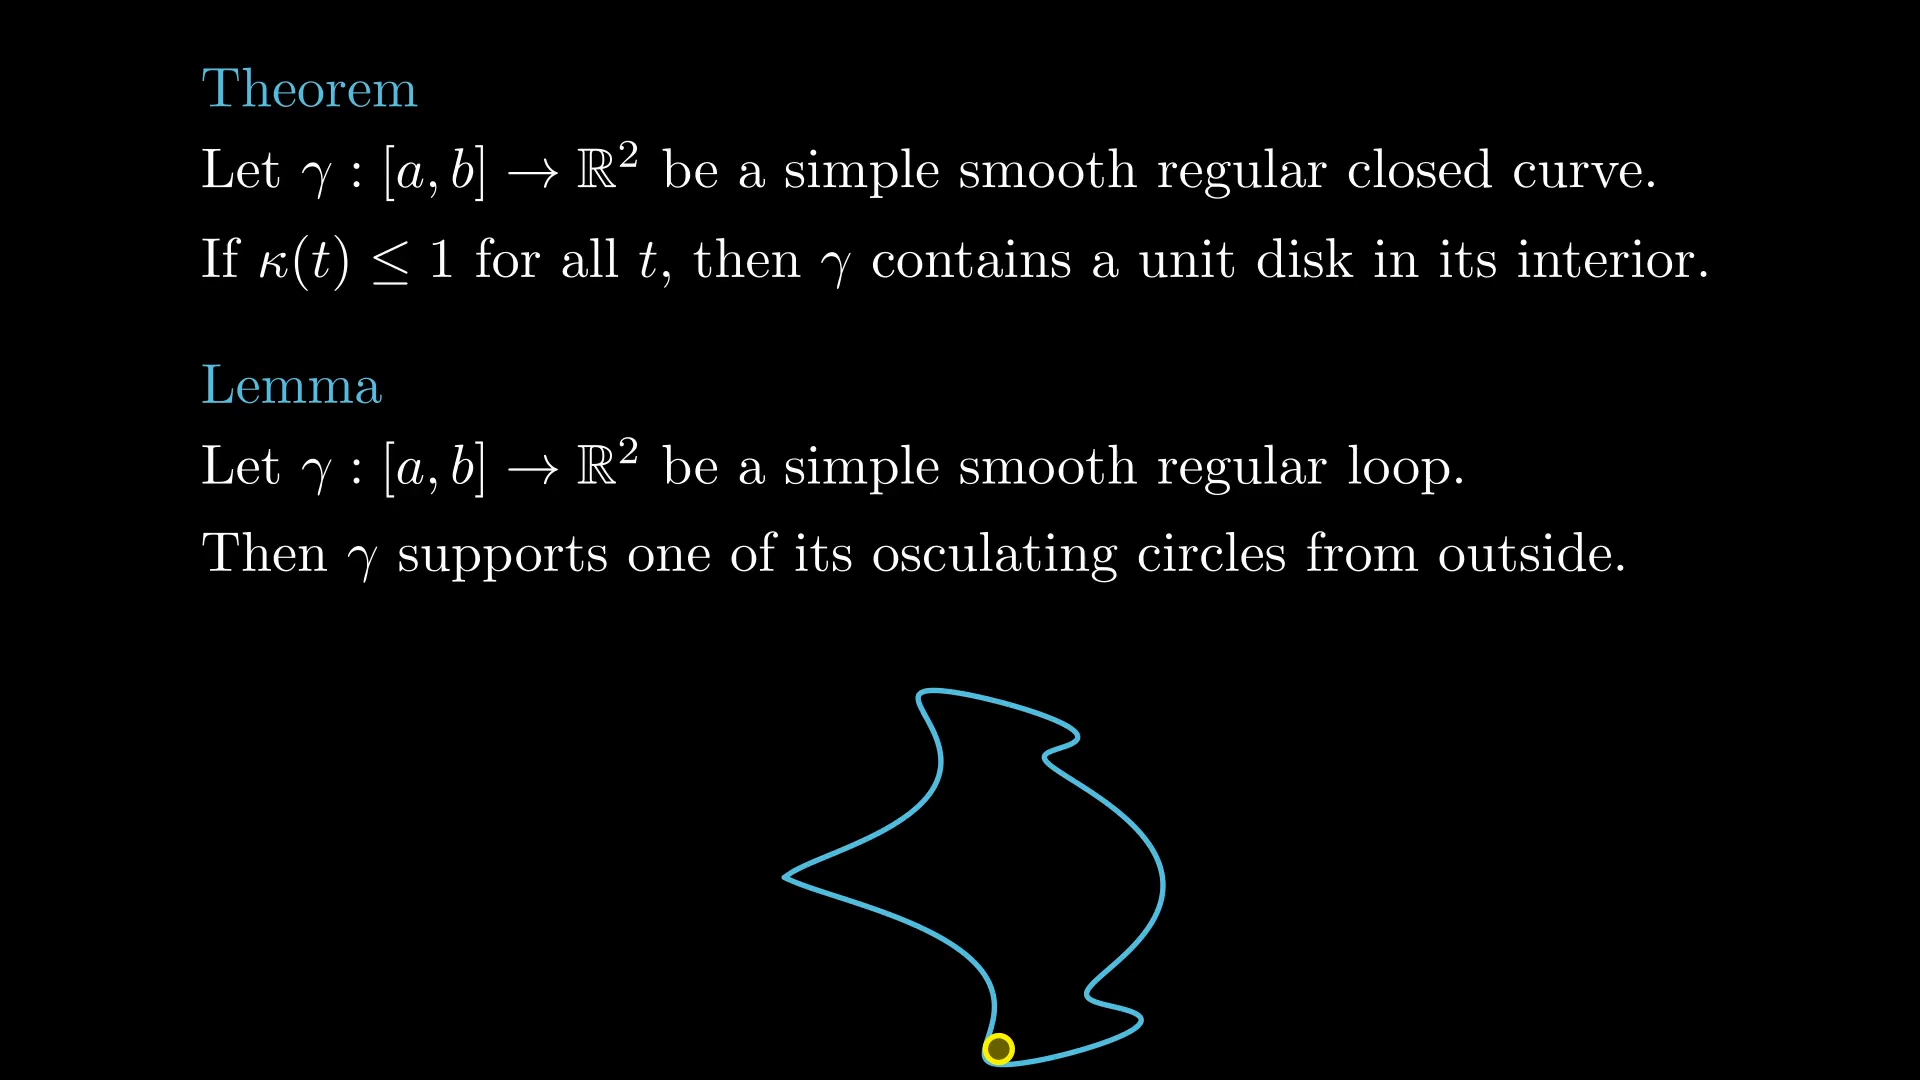 Theorem
Let γ : [a, b] → ℝ² be a simple smooth regular closed curve.
If κ(t) ≤ 1 for all t, then γ contains a unit disk in its interior.
Lemma
Let γ : [a, b] → ℝ² be a simple smooth regular loop.
Then γ supports one of its osculating circles from outside.